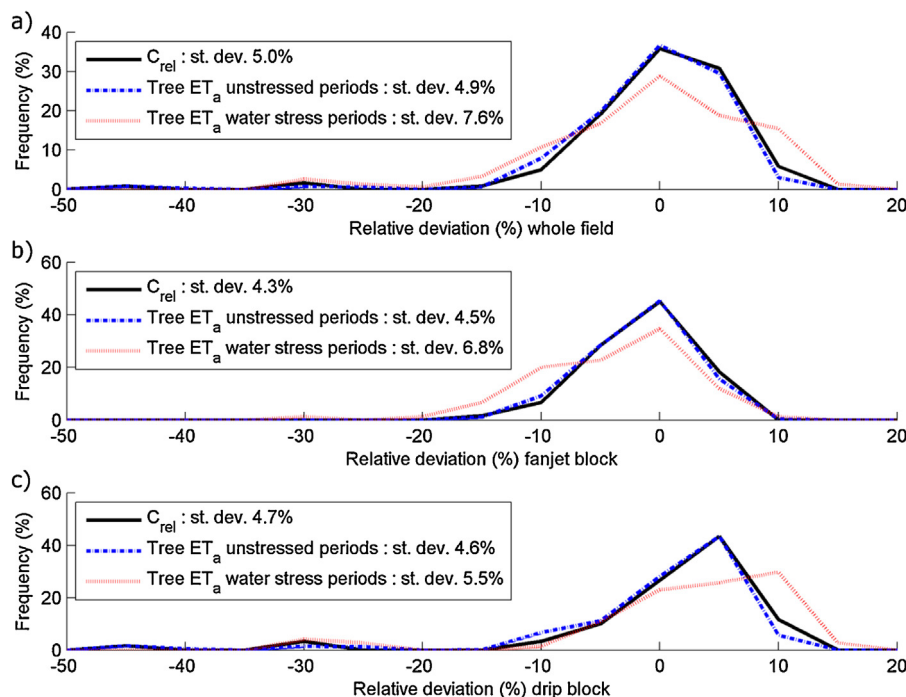 a)
40
30
20
10
0
Frequency (%)
C_rel : st. dev. 5.0%
Tree ET_a unstressed periods : st. dev. 4.9%
Tree ET_a water stress periods : st. dev. 7.6%
-50 -40 -30 -20 -10 0 10 20
Relative deviation (%) whole field
b)
60
40
20
0
Frequency (%)
C_rel : st. dev. 4.3%
Tree ET_a unstressed periods : st. dev. 4.5%
Tree ET_a water stress periods : st. dev. 6.8%
-50 -40 -30 -20 -10 0 10 20
Relative deviation (%) fanjet block
c)
60
40
20
0
Frequency (%)
C_rel : st. dev. 4.7%
Tree ET_a unstressed periods : st. dev. 4.6%
Tree ET_a water stress periods : st. dev. 5.5%
-50 -40 -30 -20 -10 0 10 20
Relative deviation (%) drip block